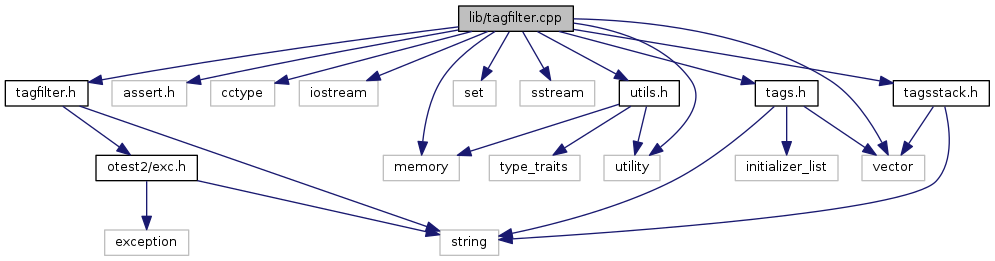 lib/tagfilter.cpp
tagfilter.h
assert.h
cctype
iostream
set
sstream
utils.h
tags.h
tagsstack.h
otest2/exc.h
memory
type_traits
utility
initializer_list
vector
exception
string